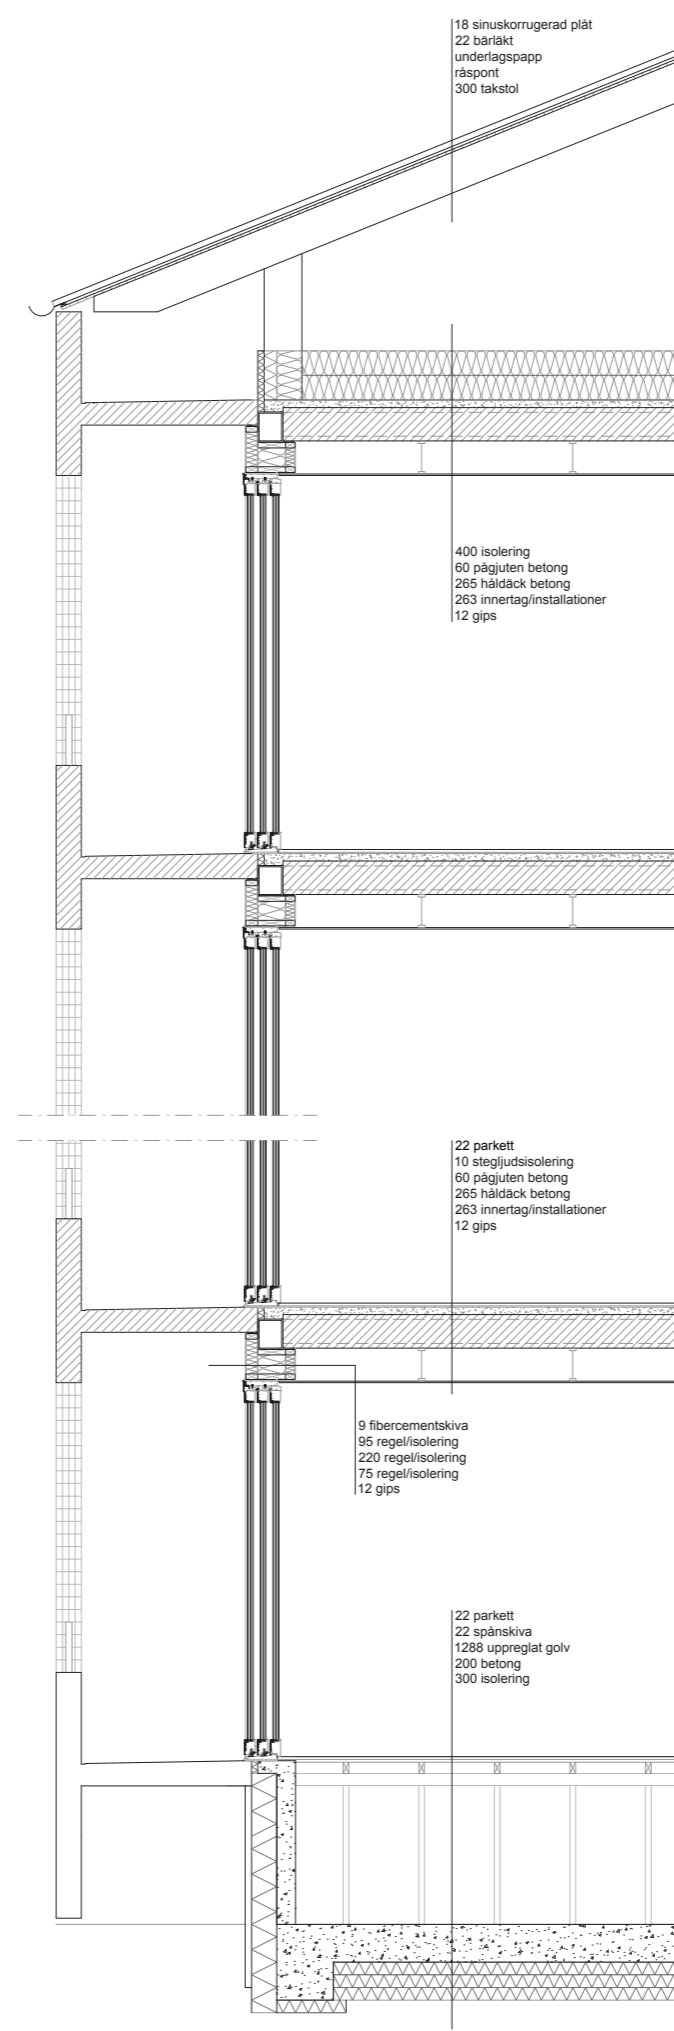 18 sinuskorrugerad plåt
22 bärläkt
underlagspapp
råspont
300 takstol
400 isolering
60 pågjuten betong
265 håldäck betong
263 innertag/installationer
12 gips
22 parkett
10 stegljudsisolering
60 pågjuten betong
265 håldäck betong
263 innertag/installationer
12 gips
9 fibercementskiva
95 regel/isolering
220 regel/isolering
75 regel/isolering
12 gips
22 parkett
22 spånskiva
1288 uppreglat golv
200 betong
300 isolering